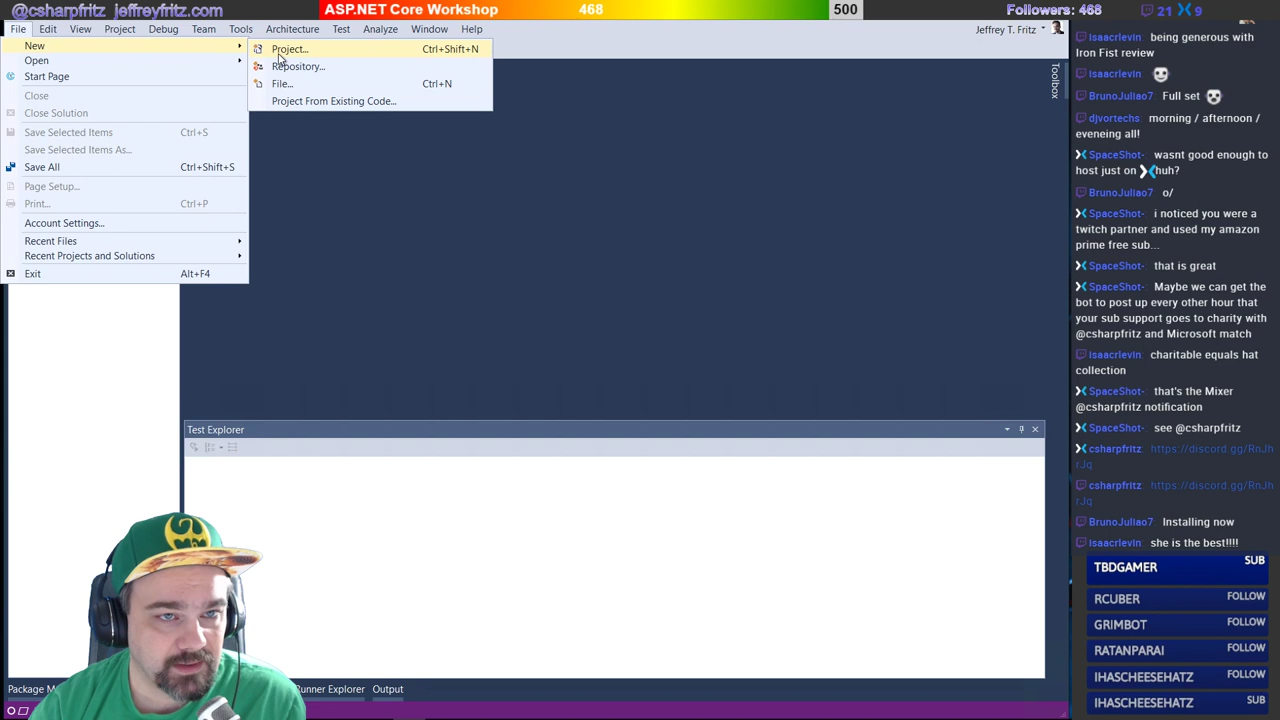 @csharpfritz jeffreyfritz.com
ASP.NET Core Workshop 468 500
Followers: 468 21 9
File Edit View Project Debug Team Tools Architecture Test Analyze Window Help
Jeffrey T. Fritz
New
Open
Start Page
Close
Close Solution
Save Selected Items Ctrl+S
Save Selected Items As...
Save All Ctrl+Shift+S
Page Setup...
Print... Ctrl+P
Account Settings...
Recent Files
Recent Projects and Solutions
Exit Alt+F4
Project... Ctrl+Shift+N
Repository...
File... Ctrl+N
Project From Existing Code...
Toolbox
Test Explorer
Package M
Runner Explorer
Output
Isaacrlevin being generous with
Iron Fist review
Isaacrlevin
BrunoJuliao7 Full set
djvortechs morning / afternoon /
eveneing all!
SpaceShot- wasnt good enough to
host just on huh?
BrunoJuliao7 o/
SpaceShot- i noticed you were a
twitch partner and used my amazon
prime free sub...
SpaceShot- that is great
SpaceShot- Maybe we can get the
bot to post up every other hour that
your sub support goes to charity with
@csharpfritz and Microsoft match
Isaacrlevin charitable equals hat
collection
SpaceShot- that's the Mixer
@csharpfritz notification
SpaceShot- see @csharpfritz
csharpfritz https://discord.gg/RnJh
rJq
csharpfritz https://discord.gg/RnJh
rJq
BrunoJuliao7 Installing now
Isaacrlevin she is the best!!!!
TBDGAMER SUB
RCUBER FOLLOW
GRIMBOT FOLLOW
RATANPARAI FOLLOW
IHASCHEESEHATZ FOLLOW
IHASCHEESEHATZ SUB